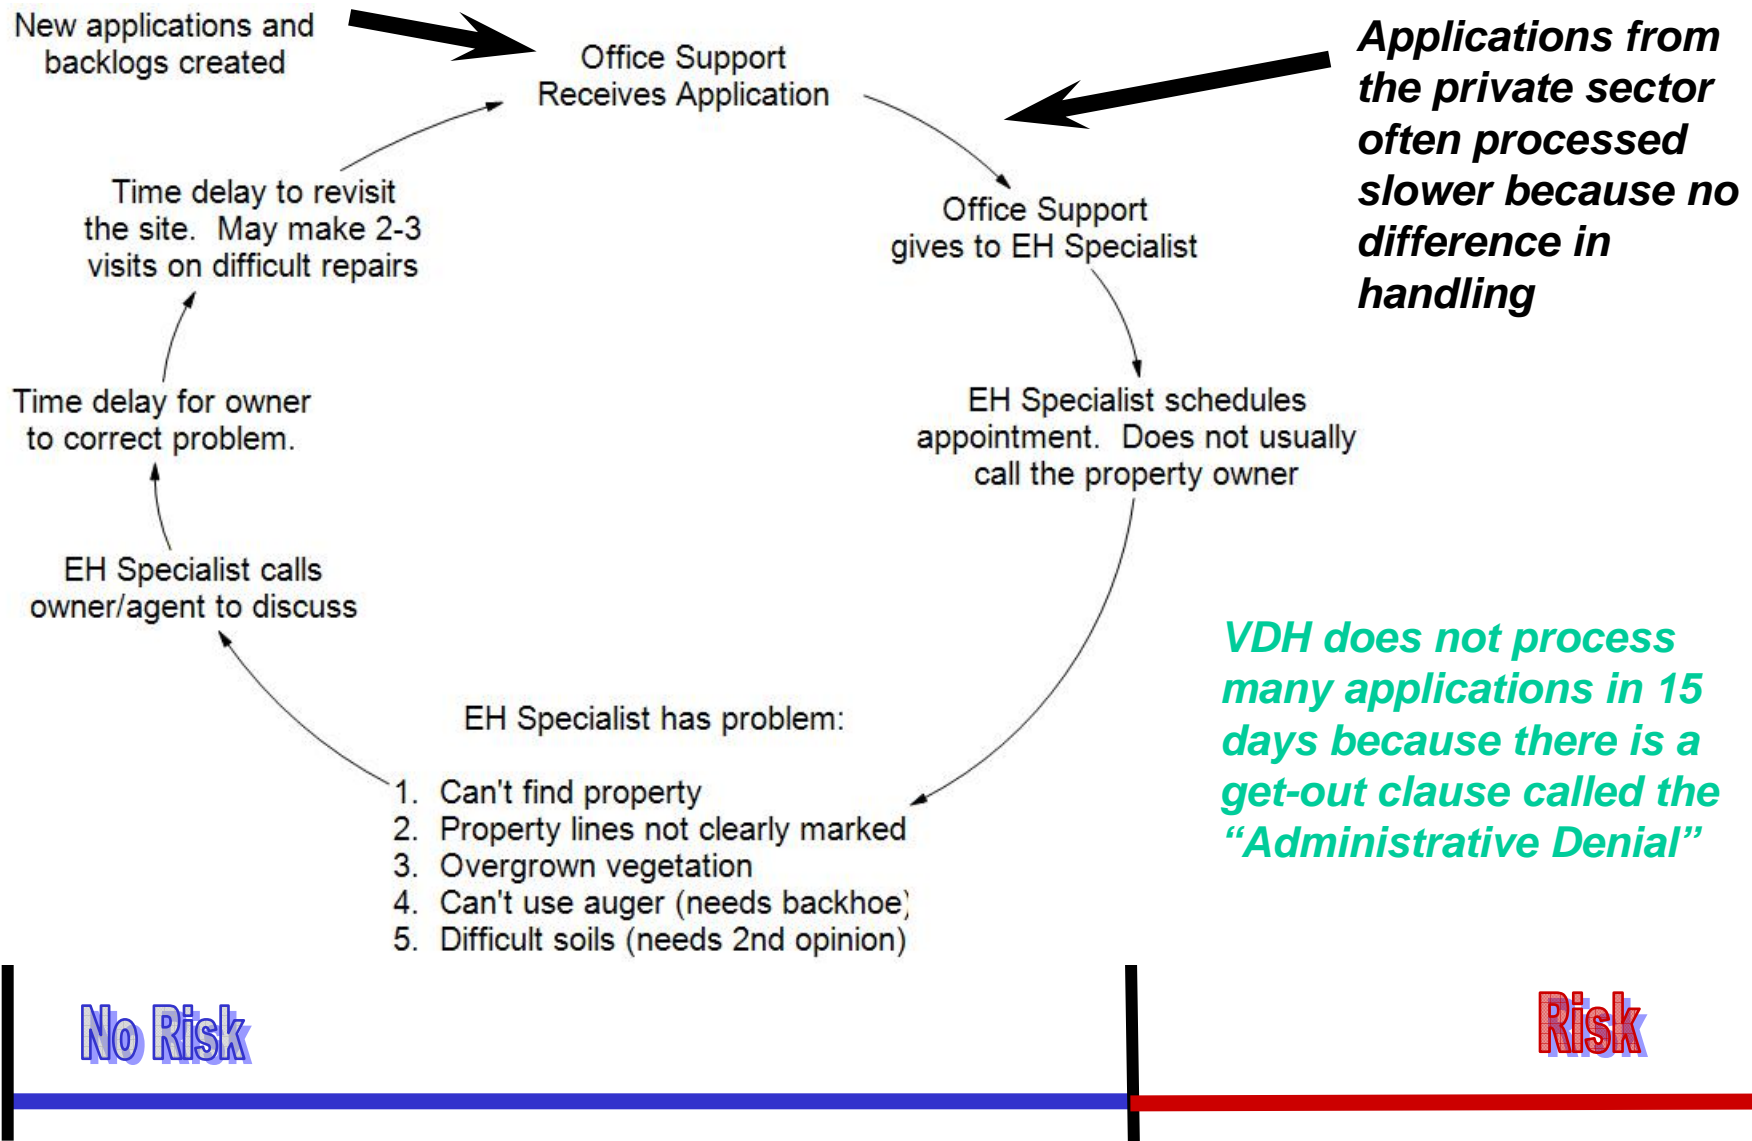 New applications and
backlogs created
Office Support
Receives Application
Applications from
the private sector
often processed
slower because no
difference in
handling
Time delay to revisit
the site.  May make 2-3
visits on difficult repairs
Office Support
gives to EH Specialist
Time delay for owner
to correct problem.
EH Specialist schedules
appointment.  Does not usually
call the property owner
EH Specialist calls
owner/agent to discuss
VDH does not process
many applications in 15
days because there is a
get-out clause called the
“Administrative Denial”
EH Specialist has problem:
1. Can't find property
2. Property lines not clearly marked
3. Overgrown vegetation
4. Can't use auger (needs backhoe)
5. Difficult soils (needs 2nd opinion)
No Risk
Risk